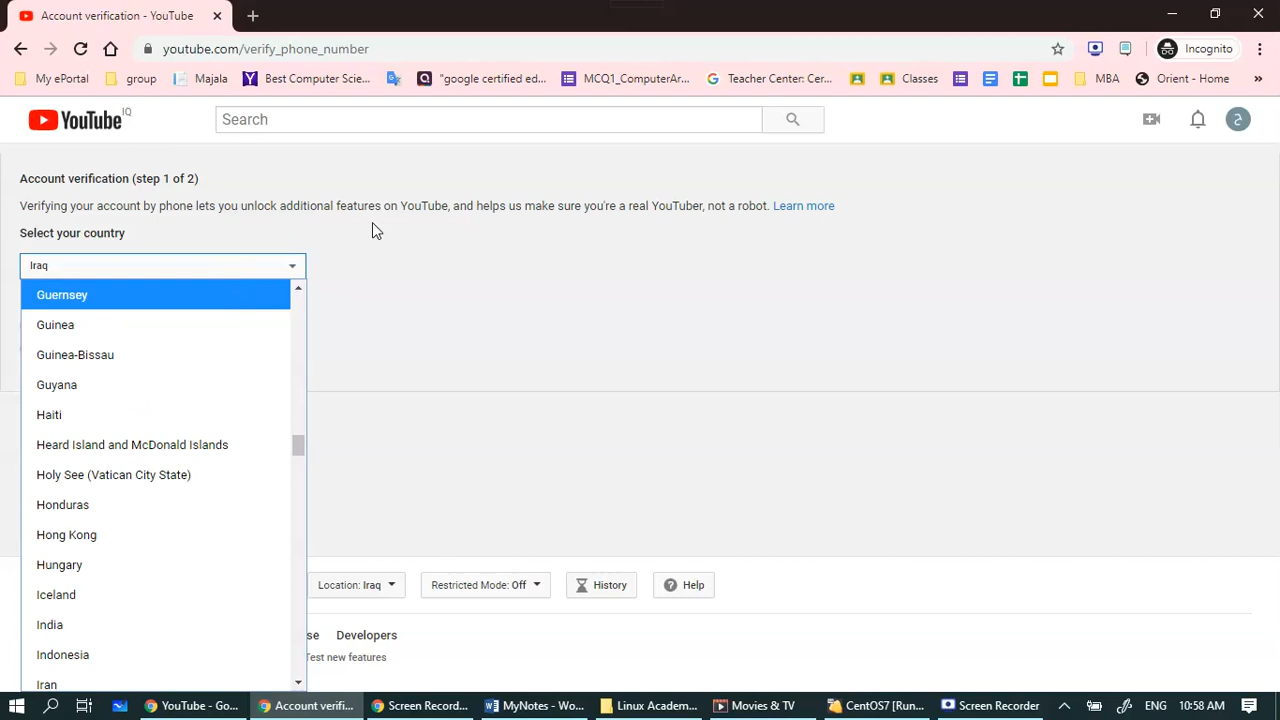 Account verification - YouTube
youtube.com/verify_phone_number
Incognito
My ePortal
group
Majala
Best Computer Scie...
"google certified ed...
MCQ1_ComputerAr...
Teacher Center: Cer...
Classes
MBA
Orient - Home
»
YouTube IQ
Search
Account verification (step 1 of 2)
Verifying your account by phone lets you unlock additional features on YouTube, and helps us make sure you're a real YouTuber, not a robot. Learn more
Select your country
Iraq
Guernsey
Guinea
Guinea-Bissau
Guyana
Haiti
Heard Island and McDonald Islands
Holy See (Vatican City State)
Honduras
Hong Kong
Hungary
Iceland
India
Indonesia
Iran
Location: Iraq
Restricted Mode: Off
History
Help
se Developers
Test new features
YouTube - Go...
Account verifi...
Screen Record...
MyNotes - Wo...
Linux Academ...
Movies & TV
CentOS7 [Run...
Screen Recorder
ENG
10:58 AM